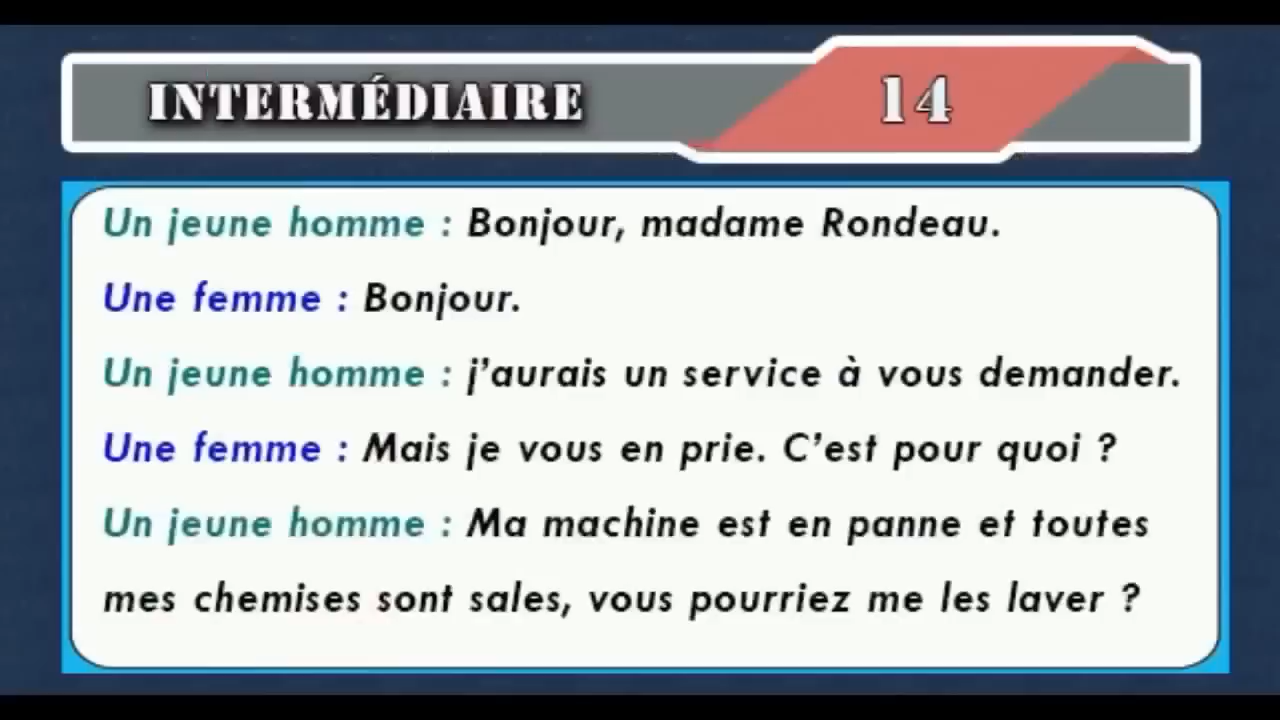 INTERMÉDIAIRE 14
Un jeune homme : Bonjour, madame Rondeau.
Une femme : Bonjour.
Un jeune homme : j’aurais un service à vous demander.
Une femme : Mais je vous en prie. C’est pour quoi ?
Un jeune homme : Ma machine est en panne et toutes
mes chemises sont sales, vous pourriez me les laver ?